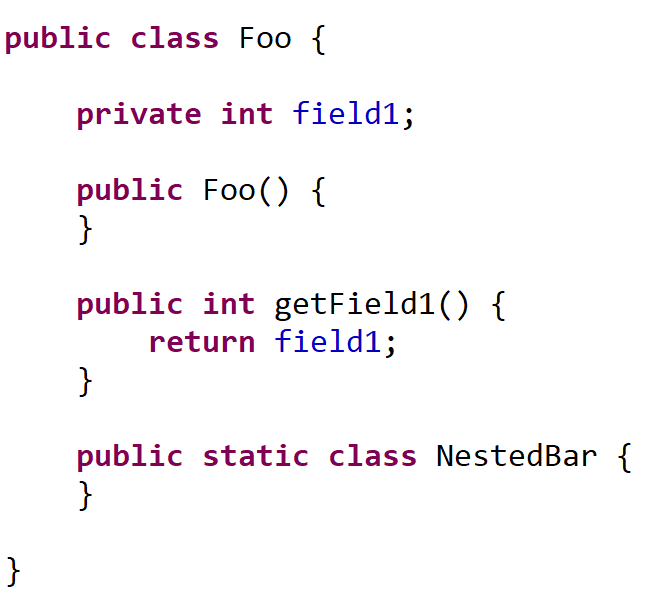 public class Foo {
private int field1;
public Foo() {
}
public int getField1() {
return field1;
}
public static class NestedBar {
}
}